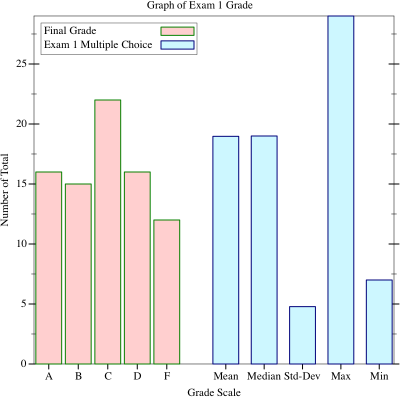 Graph of Exam 1 Grade
Final Grade
Exam 1 Multiple Choice
25
20
15
10
5
0
Number of Total
A B C D F Mean Median Std-Dev Max Min
Grade Scale